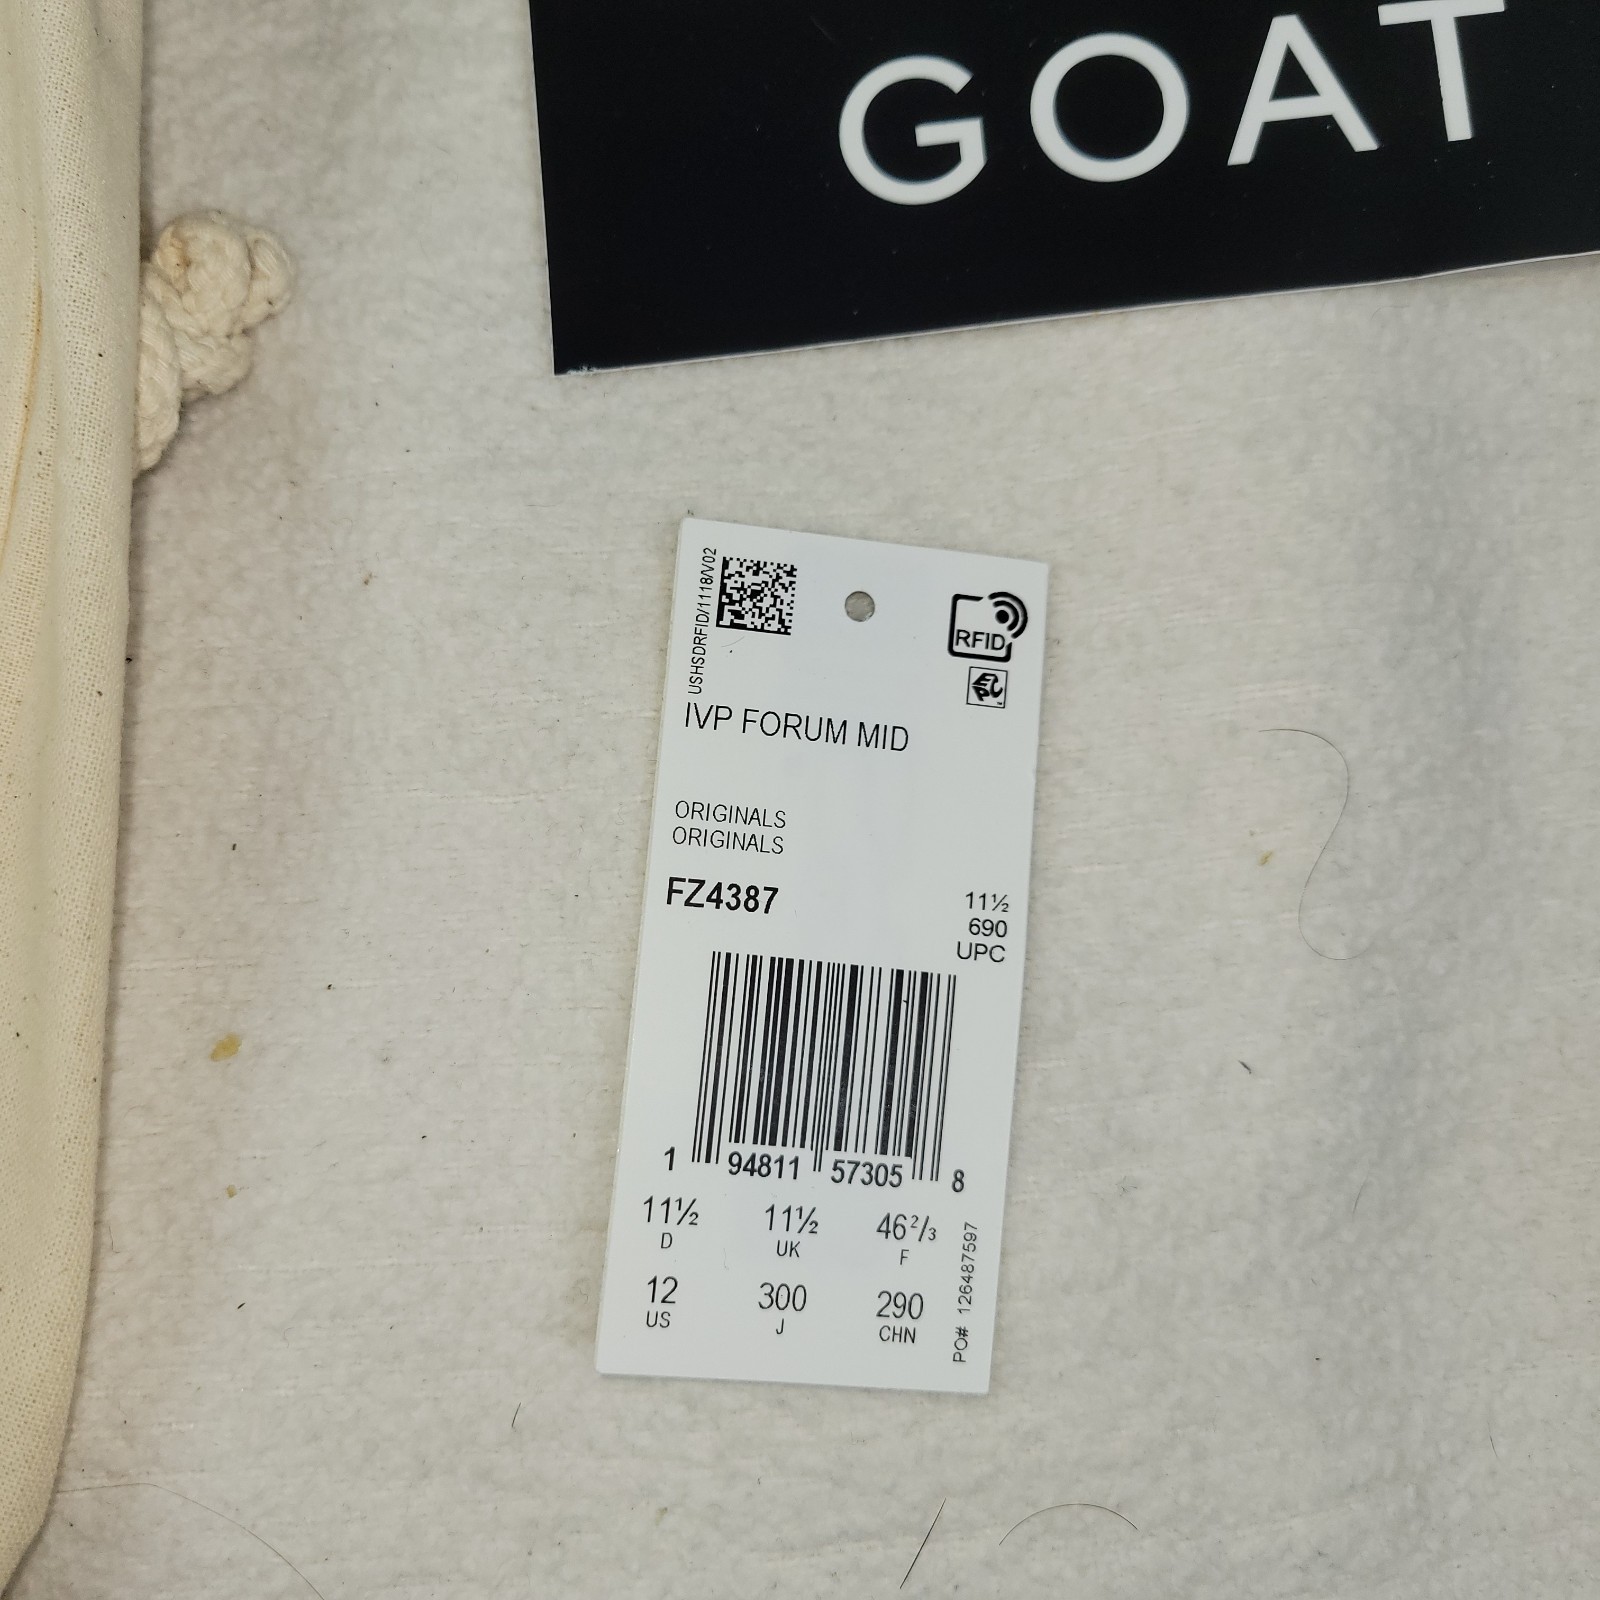 GOAT
USHSDRFID/1118/V02
RFID
EPC
IVP FORUM MID
ORIGINALS
ORIGINALS
FZ4387
11½
690
UPC
1 94811 57305 8
11½ 11½ 46⅔
D UK F
12 300 290
US J CHN
PO# 126487597